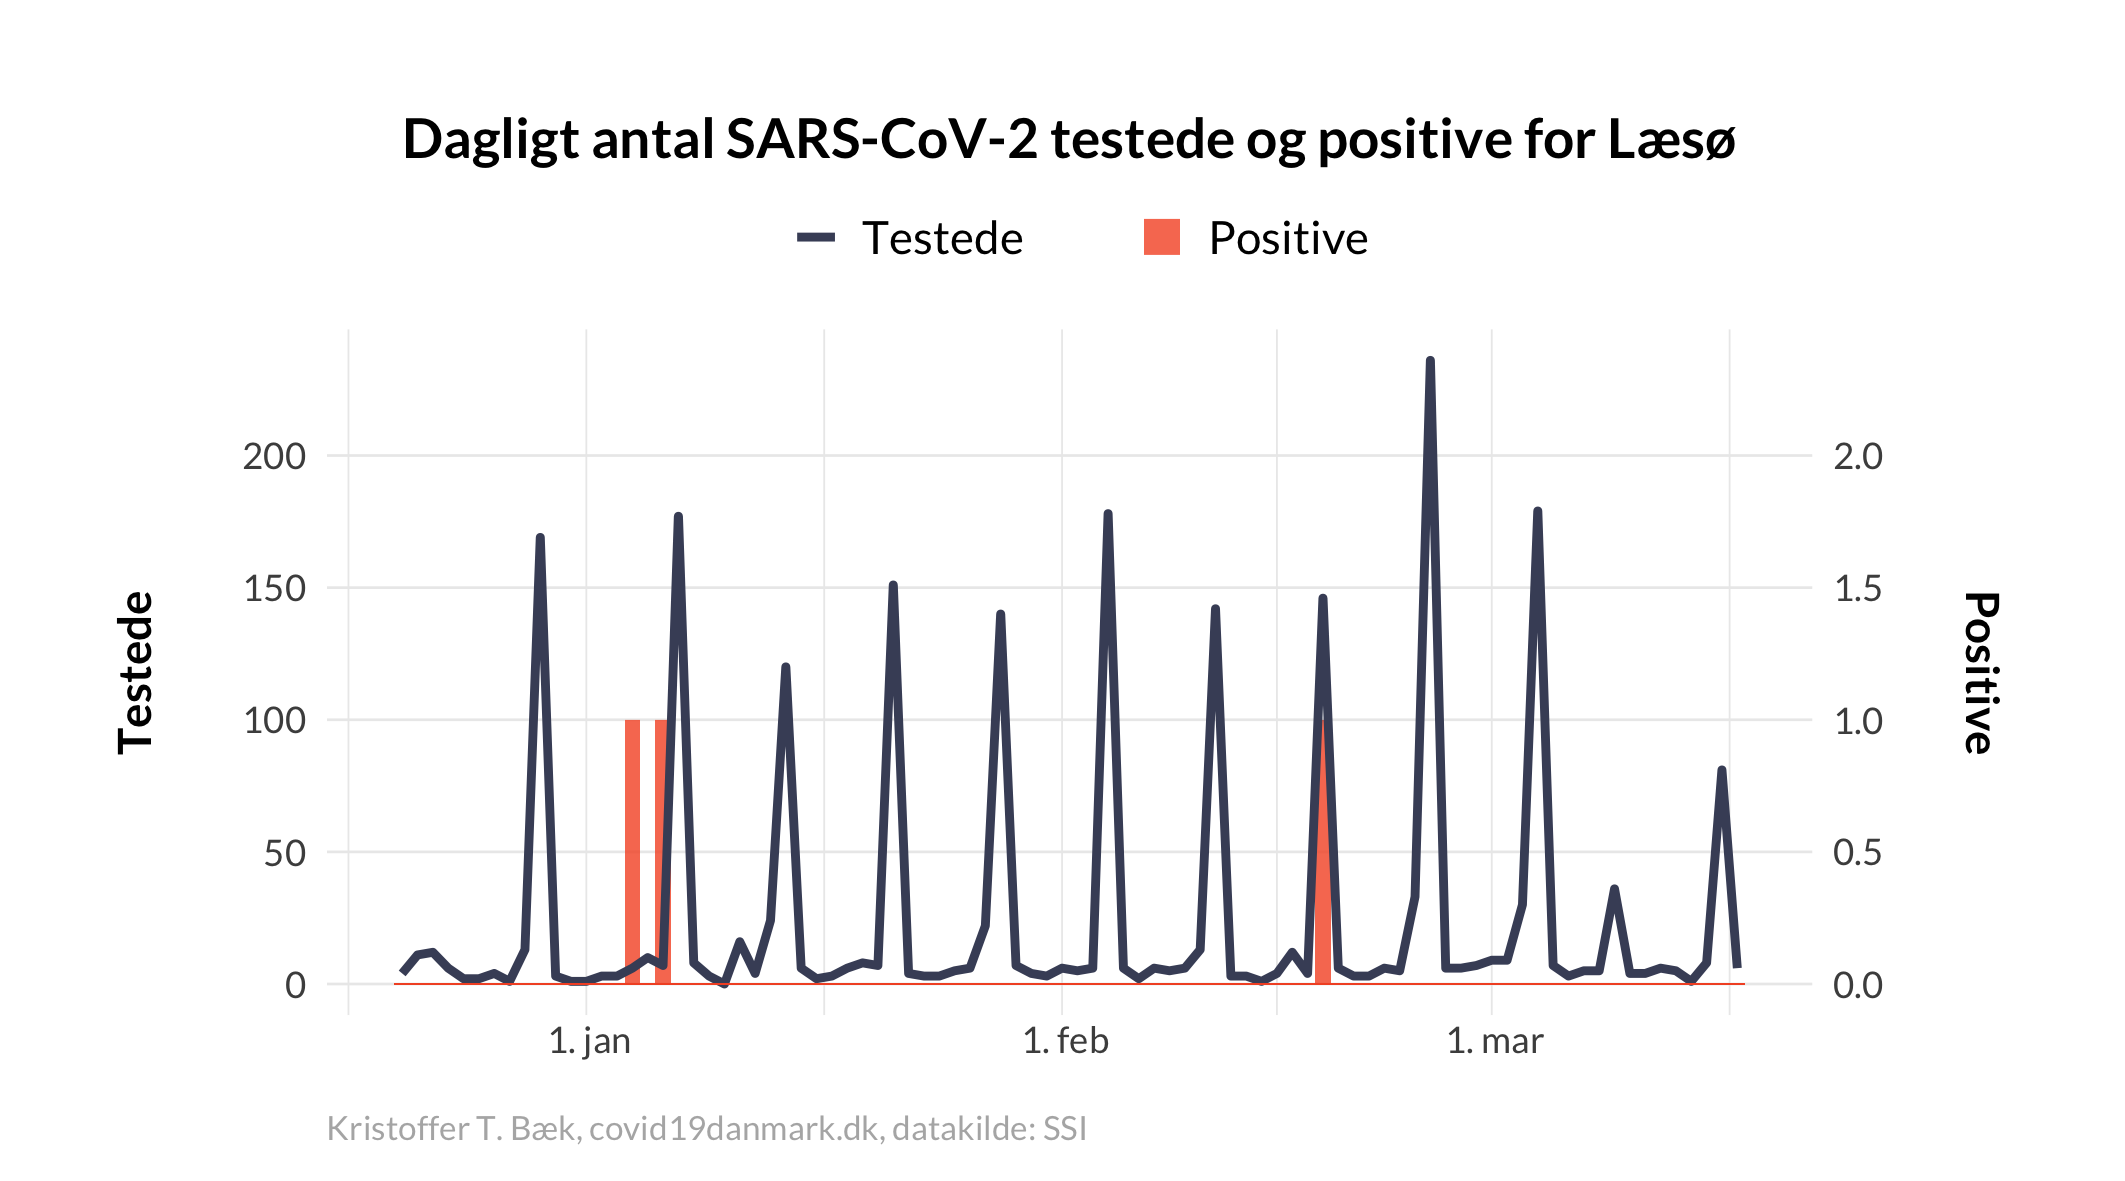 Dagligt antal SARS-CoV-2 testede og positive for Læsø
Testede
Positive
200
150
100
50
0
2.0
1.5
1.0
0.5
0.0
Testede
Positive
1. jan
1. feb
1. mar
Kristoffer T. Bæk, covid19danmark.dk, datakilde: SSI